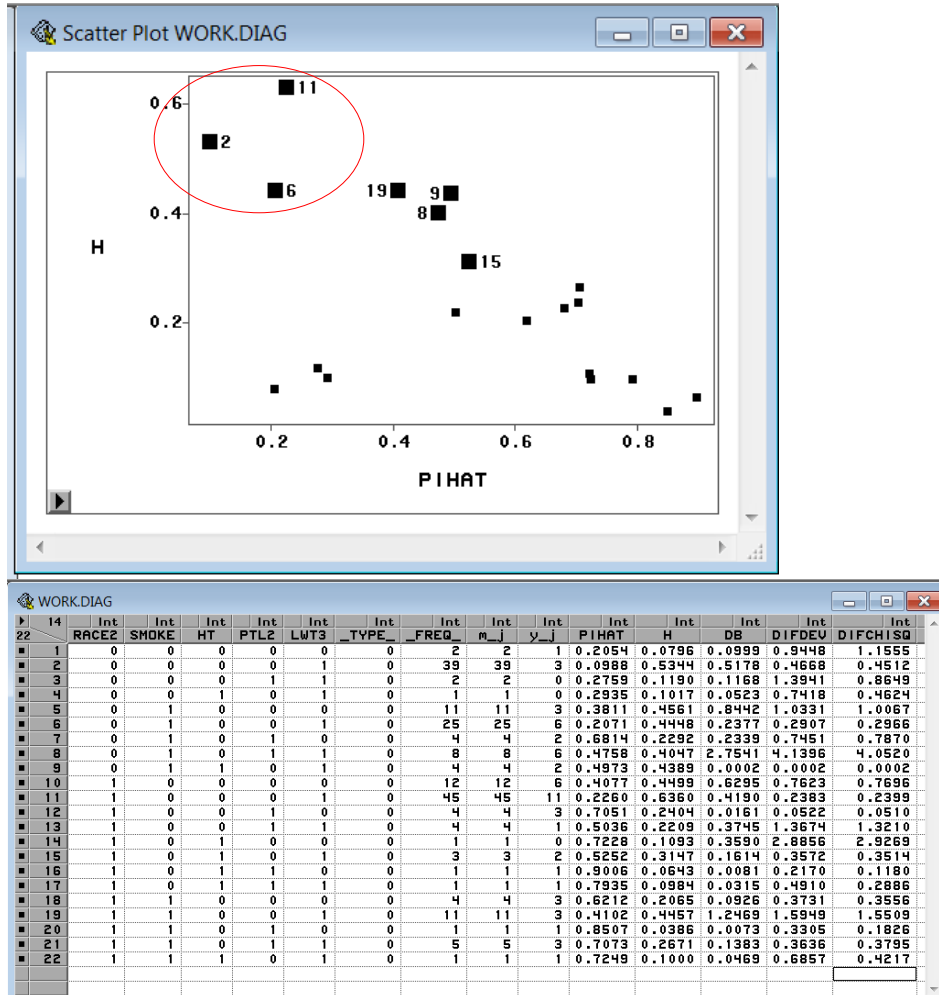 Scatter Plot WORK.DIAG
0.6
11
2
6
19
9
8
0.4
H
15
0.2
0.2 0.4 0.6 0.8
PIHAT
WORK.DIAG
14 Int Int Int Int Int Int Int Int Int Int Int Int Int Int
22 RACE2 SMOKE HT PTL2 LWT3 _TYPE_ _FREQ_ m_j y_j PIHAT H DB DIFDEV DIFCHISQ
1 0 0 0 0 0 0 2 2 1 0.2054 0.0796 0.0999 0.9448 1.1555
2 0 0 0 0 1 0 39 39 3 0.0988 0.5344 0.5178 0.4668 0.4512
3 0 0 0 1 1 0 2 2 0 0.2759 0.1190 0.1168 1.3941 0.8649
4 0 0 1 0 1 0 1 1 0 0.2935 0.1017 0.0523 0.7418 0.4624
5 0 1 0 0 0 0 11 11 3 0.3811 0.4561 0.8442 1.0331 1.0067
6 0 1 0 0 1 0 25 25 6 0.2071 0.4448 0.2377 0.2907 0.2966
7 0 1 0 1 0 0 4 4 2 0.6814 0.2292 0.2339 0.7451 0.7870
8 0 1 0 1 1 0 8 8 6 0.4758 0.4047 2.7541 4.1396 4.0520
9 0 1 1 0 1 0 4 4 2 0.4973 0.4389 0.0002 0.0002 0.0002
10 1 0 0 0 0 0 12 12 6 0.4077 0.4499 0.6295 0.7623 0.7696
11 1 0 0 0 1 0 45 45 11 0.2260 0.6360 0.4190 0.2383 0.2399
12 1 0 0 1 0 0 4 4 3 0.7051 0.2404 0.0161 0.0522 0.0510
13 1 0 0 1 1 0 4 4 1 0.5036 0.2209 0.3745 1.3674 1.3210
14 1 0 1 0 0 0 1 1 0 0.7228 0.1093 0.3590 2.8856 2.9269
15 1 0 1 0 1 0 3 3 2 0.5252 0.3147 0.1614 0.3572 0.3514
16 1 0 1 1 0 0 1 1 1 0.9006 0.0643 0.0081 0.2170 0.1180
17 1 0 1 1 1 0 1 1 1 0.7935 0.0984 0.0315 0.4910 0.2886
18 1 1 0 0 0 0 4 4 3 0.6212 0.2065 0.0926 0.3731 0.3556
19 1 1 0 0 1 0 11 11 3 0.4102 0.4457 1.2469 1.5949 1.5509
20 1 1 0 1 0 0 1 1 1 0.8507 0.0386 0.0073 0.3305 0.1826
21 1 1 0 1 1 0 5 5 3 0.7073 0.2671 0.1383 0.3636 0.3795
22 1 1 1 0 1 0 1 1 1 0.7249 0.1000 0.0469 0.6857 0.4217